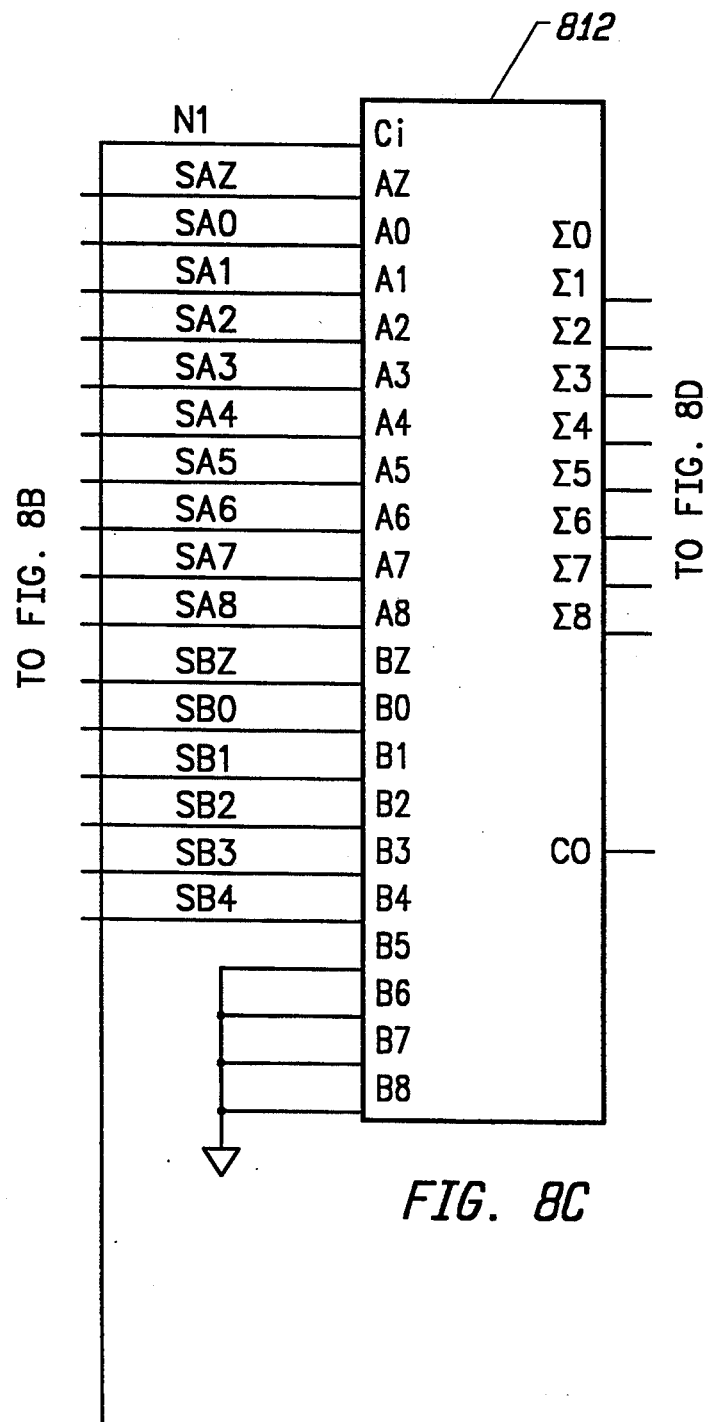 812
N1
Ci
SAZ
AZ
SA0
A0
Σ0
SA1
A1
Σ1
SA2
A2
Σ2
SA3
A3
Σ3
SA4
A4
Σ4
SA5
A5
Σ5
SA6
A6
Σ6
SA7
A7
Σ7
SA8
A8
Σ8
SBZ
BZ
SB0
B0
SB1
B1
SB2
B2
SB3
B3
CO
SB4
B4
B5
B6
B7
B8
TO FIG. 8B
TO FIG. 8D
FIG. 8C